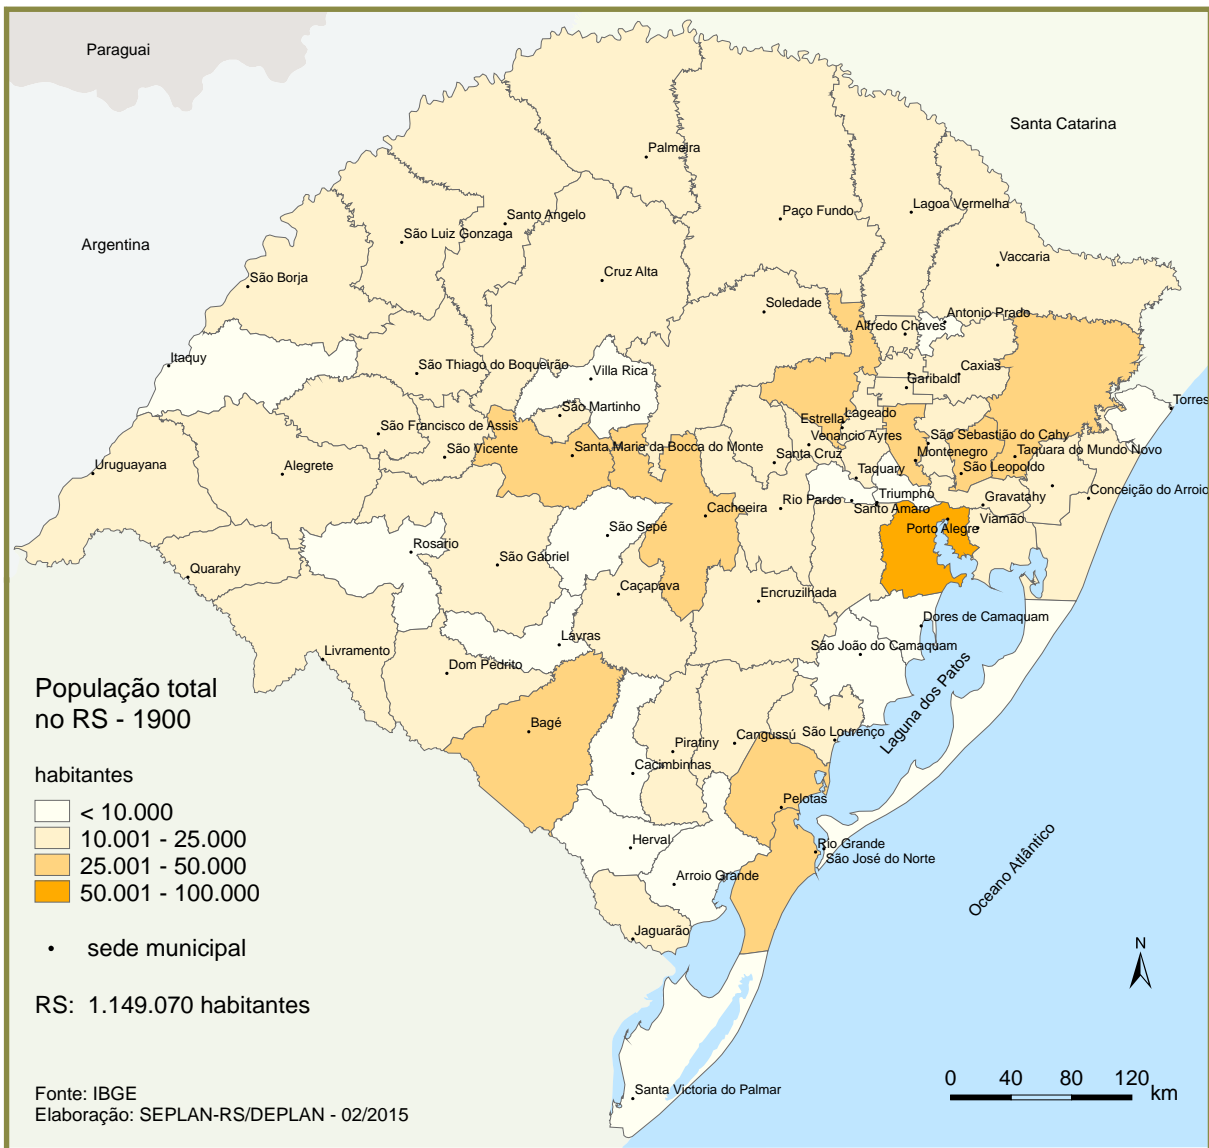 Paraguai
Santa Catarina
Palmeira
Lagoa Vermelha
Paço Fundo
Santo Angelo
São Luiz Gonzaga
Argentina
Vaccaria
Cruz Alta
São Borja
Soledade
Antonio Prado
Alfredo Chaves
Itaquy
São Thiago do Boqueirão
Villa Rica
Caxias
Garibaldi
Torres
São Martinho
Estrella
Lageado
São Francisco de Assis
Venancio Ayres
São Sebastião do Cahy
São Vicente
Santa Maria da Bocca do Monte
Santa Cruz
Montenegro
Taquara do Mundo Novo
Uruguayana
Alegrete
Taquary
São Leopoldo
Rio Pardo
Triumpho
Gravatahy
Conceição do Arroio
Cachoeira
Santo Amaro
Viamão
São Sepé
Porto Alegre
Rosario
São Gabriel
Quarahy
Caçapava
Encruzilhada
Dores de Camaquam
Lavras
São João do Camaquam
Livramento
Dom Pedrito
Laguna dos Patos
População total
no RS - 1900
Bagé
Piratiny
Cangussú
São Lourenço
Cacimbinhas
habitantes
Pelotas
< 10.000
10.001 - 25.000
25.001 - 50.000
50.001 - 100.000
Herval
Rio Grande
São José do Norte
Oceano Atlântico
Arroio Grande
Jaguarão
sede municipal
N
RS: 1.149.070 habitantes
Santa Victoria do Palmar
0 40 80 120
km
Fonte: IBGE
Elaboração: SEPLAN-RS/DEPLAN - 02/2015